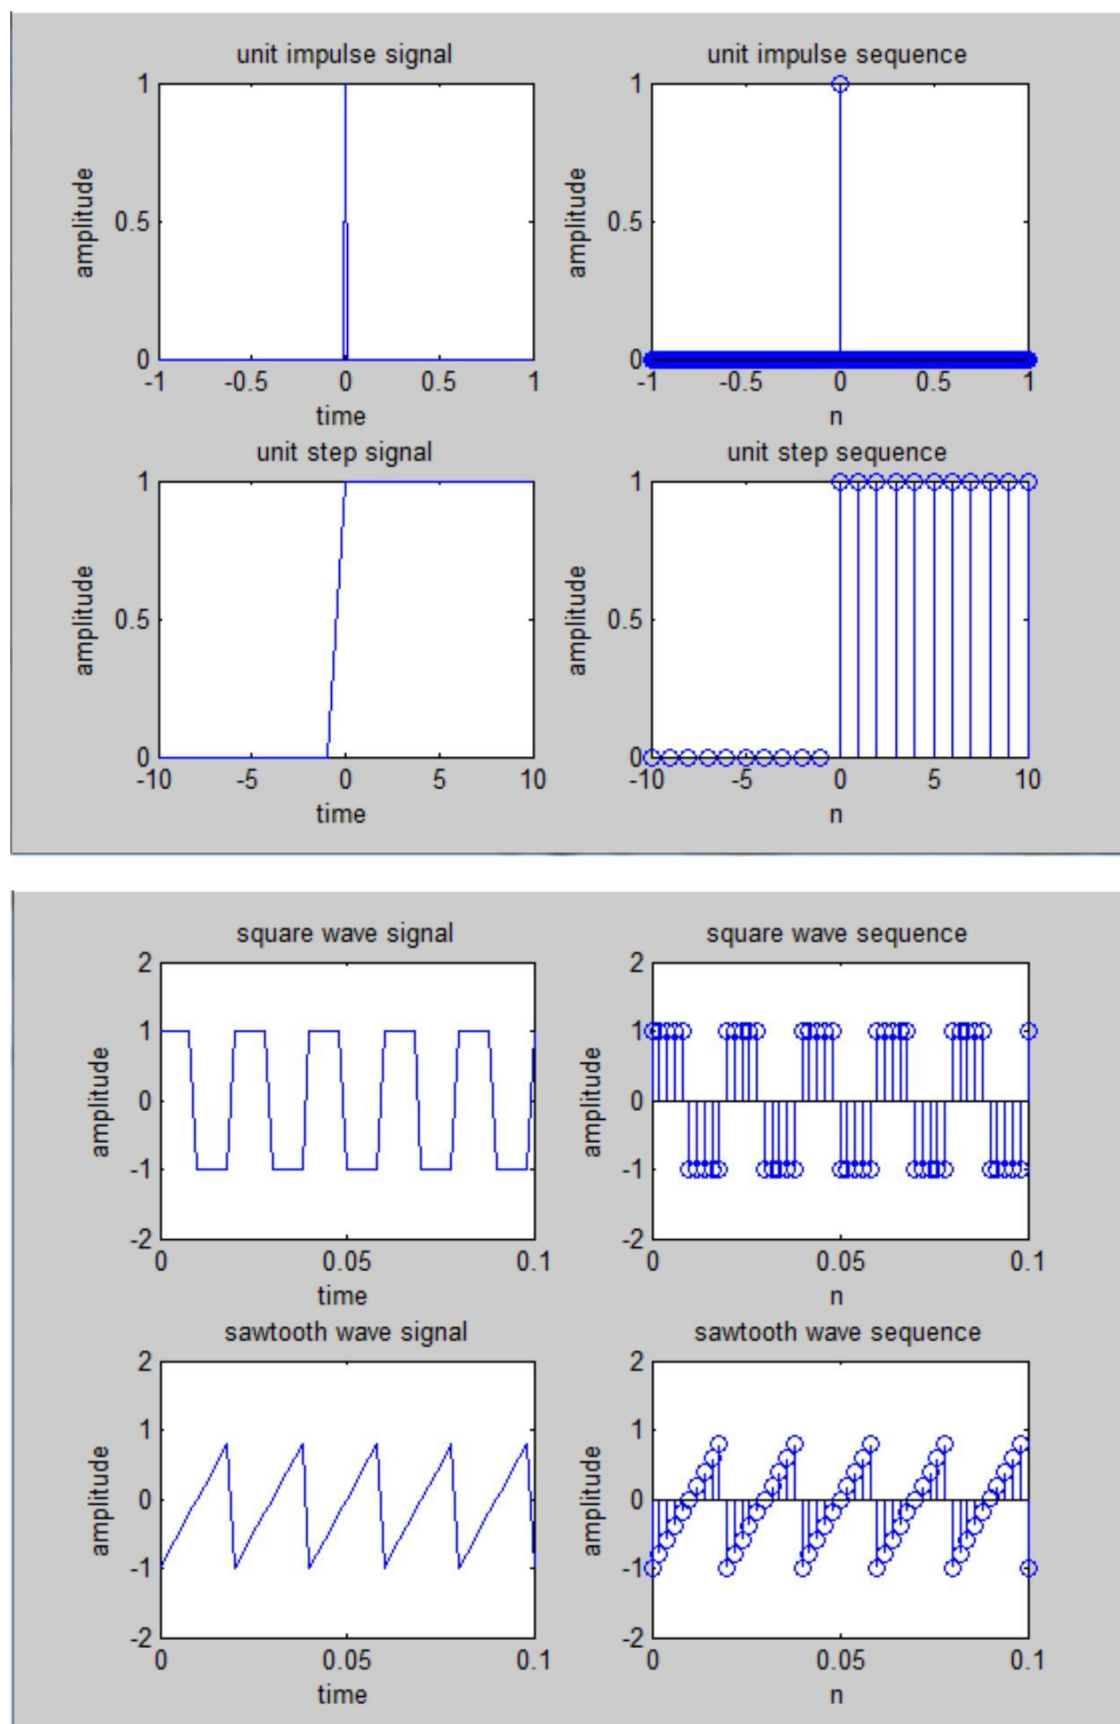 unit impulse signal
1
0.5
0
-1 -0.5 0 0.5 1
amplitude
time
unit impulse sequence
1
0.5
0
-1 -0.5 0 0.5 1
amplitude
n
unit step signal
1
0.5
0
-10 -5 0 5 10
amplitude
time
unit step sequence
1
0.5
0
-10 -5 0 5 10
amplitude
n
square wave signal
2
1
0
-1
-2
0 0.05 0.1
amplitude
time
square wave sequence
2
1
0
-1
-2
0 0.05 0.1
amplitude
n
sawtooth wave signal
2
1
0
-1
-2
0 0.05 0.1
amplitude
time
sawtooth wave sequence
2
1
0
-1
-2
0 0.05 0.1
amplitude
n